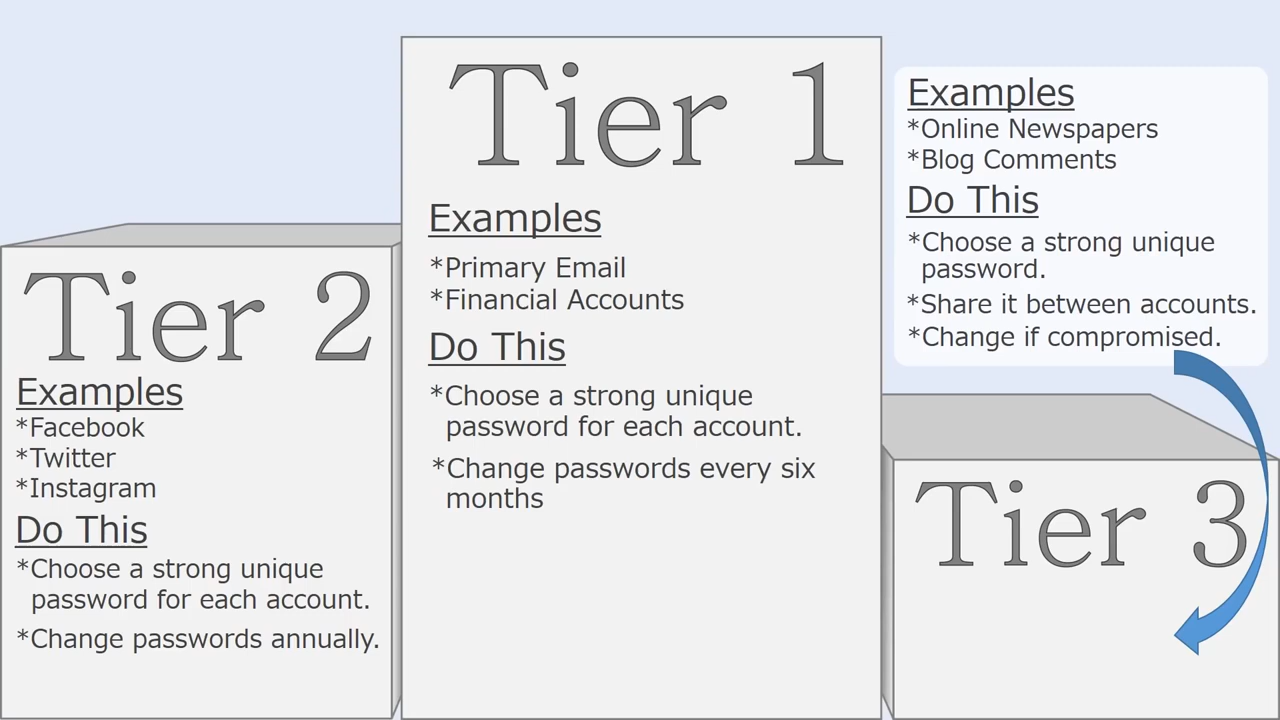 Tier 2
Examples
*Facebook
*Twitter
*Instagram
Do This
*Choose a strong unique
password for each account.
*Change passwords annually.
Tier 1
Examples
*Primary Email
*Financial Accounts
Do This
*Choose a strong unique
password for each account.
*Change passwords every six
months
Examples
*Online Newspapers
*Blog Comments
Do This
*Choose a strong unique
password.
*Share it between accounts.
*Change if compromised.
Tier 3